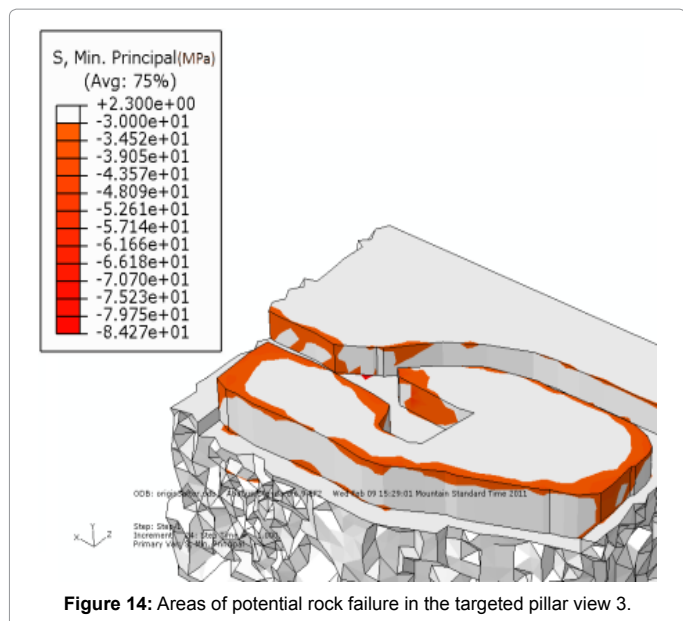 S, Min. Principal(MPa)
(Avg: 75%)
+2.300e+00
-3.000e+01
-3.452e+01
-3.905e+01
-4.357e+01
-4.809e+01
-5.261e+01
-5.714e+01
-6.166e+01
-6.618e+01
-7.070e+01
-7.523e+01
-7.975e+01
-8.427e+01
ODB: Wed Feb 09 15:29:01 Mountain Standard Time 2011
Y
X Z
Step:
Increment
Primary
Figure 14: Areas of potential rock failure in the targeted pillar view 3.